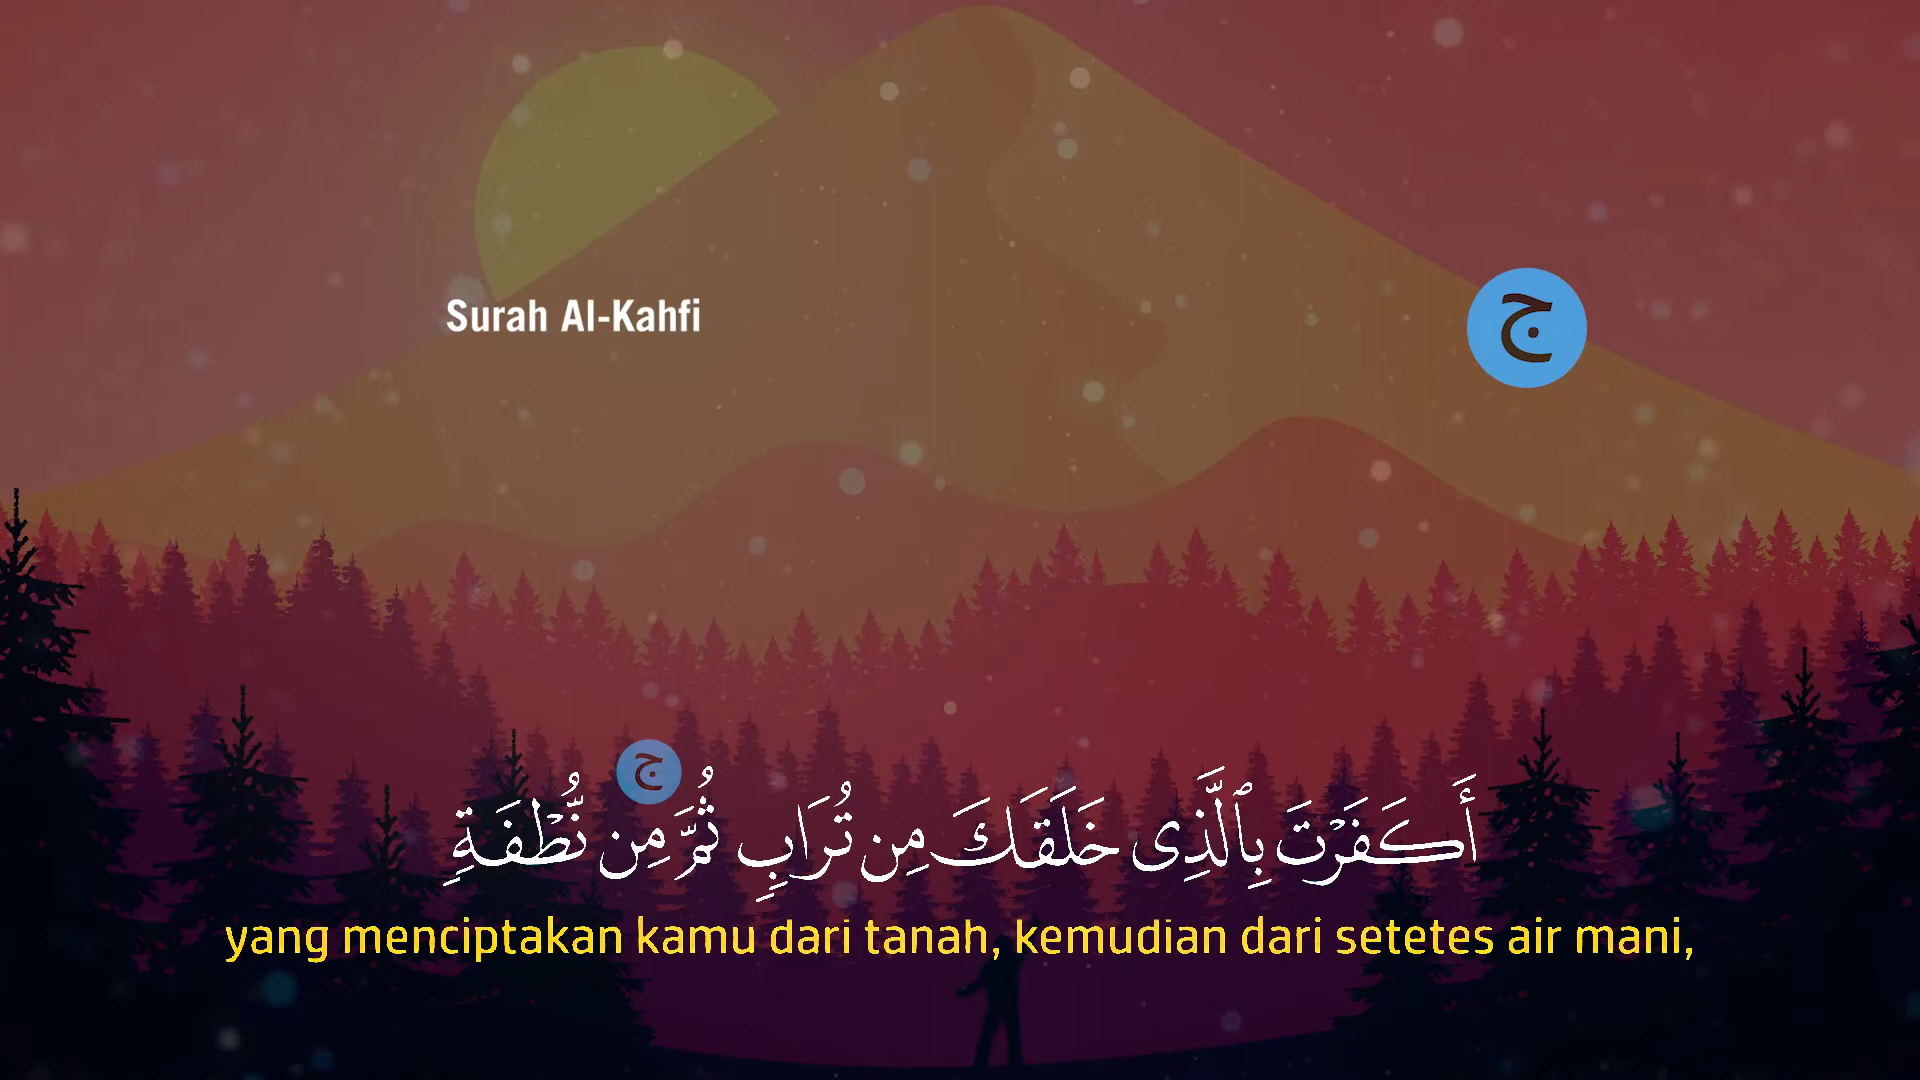 Surah Al-Kahfi
ج
ج
أَكَفَرْتَ بِٱلَّذِى خَلَقَكَ مِن تُرَابٍ ثُمَّ مِن نُّطْفَةٍ
yang menciptakan kamu dari tanah, kemudian dari setetes air mani,